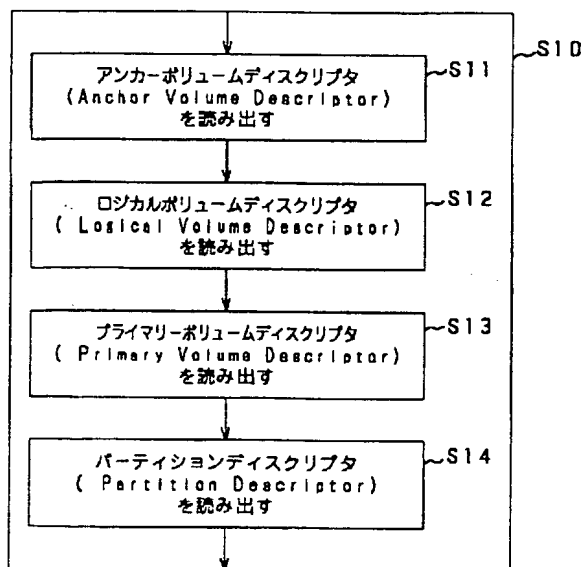 S10
アンカーボリュームディスクリプタ
(Anchor Volume Descriptor)
を読み出す
S11
ロジカルボリュームディスクリプタ
( Logical Volume Descriptor)
を読み出す
S12
プライマリーボリュームディスクリプタ
( Primary Volume Descriptor)
を読み出す
S13
パーティションディスクリプタ
( Partition Descriptor)
を読み出す
S14